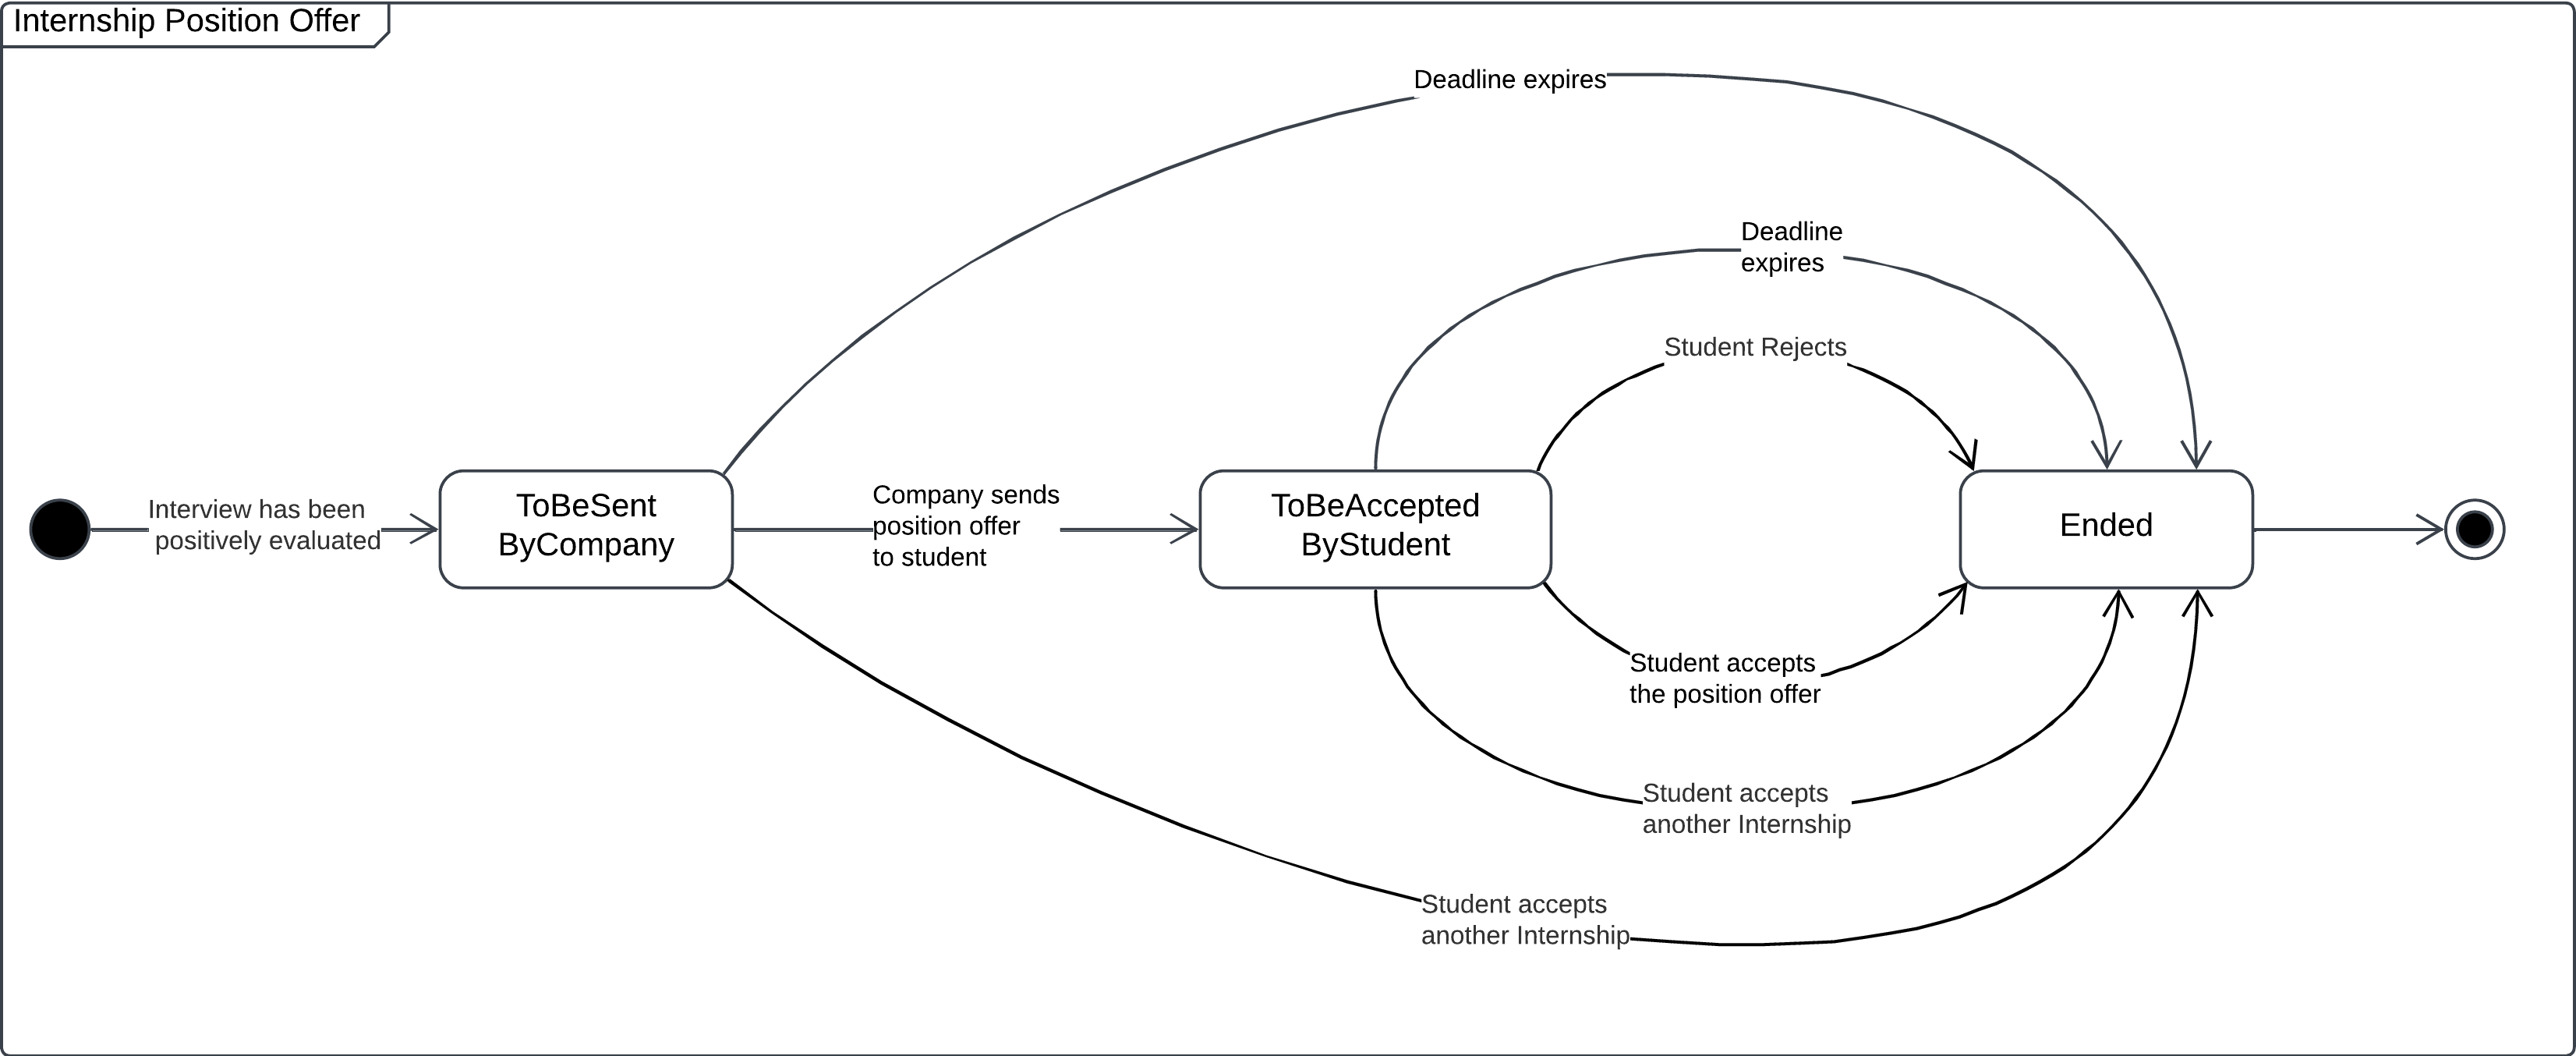 Internship Position Offer
Deadline expires
Deadline
expires
Student Rejects
Interview has been
positively evaluated
ToBeSent
ByCompany
Company sends
position offer
to student
ToBeAccepted
ByStudent
Ended
Student accepts
the position offer
Student accepts
another Internship
Student accepts
another Internship